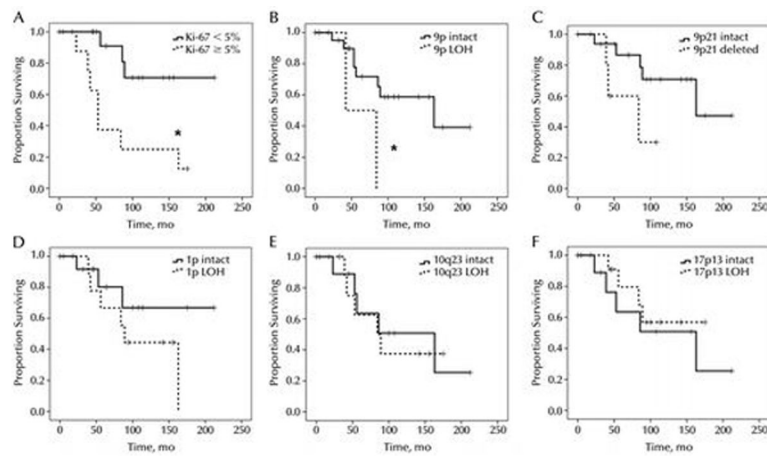 A
Ki-67 < 5%
Ki-67 ≥ 5%
Proportion Surviving
1.0
0.8
0.6
0.4
0.2
0.0
*
0 50 100 150 200 250
Time, mo
B
9p intact
9p LOH
Proportion Surviving
1.0
0.8
0.6
0.4
0.2
0.0
*
0 50 100 150 200 250
Time, mo
C
9p21 intact
9p21 deleted
Proportion Surviving
1.0
0.8
0.6
0.4
0.2
0.0
0 50 100 150 200 250
Time, mo
D
1p intact
1p LOH
Proportion Surviving
1.0
0.8
0.6
0.4
0.2
0.0
0 50 100 150 200 250
Time, mo
E
10q23 intact
10q23 LOH
Proportion Surviving
1.0
0.8
0.6
0.4
0.2
0.0
0 50 100 150 200 250
Time, mo
F
17p13 intact
17p13 LOH
Proportion Surviving
1.0
0.8
0.6
0.4
0.2
0.0
0 50 100 150 200 250
Time, mo